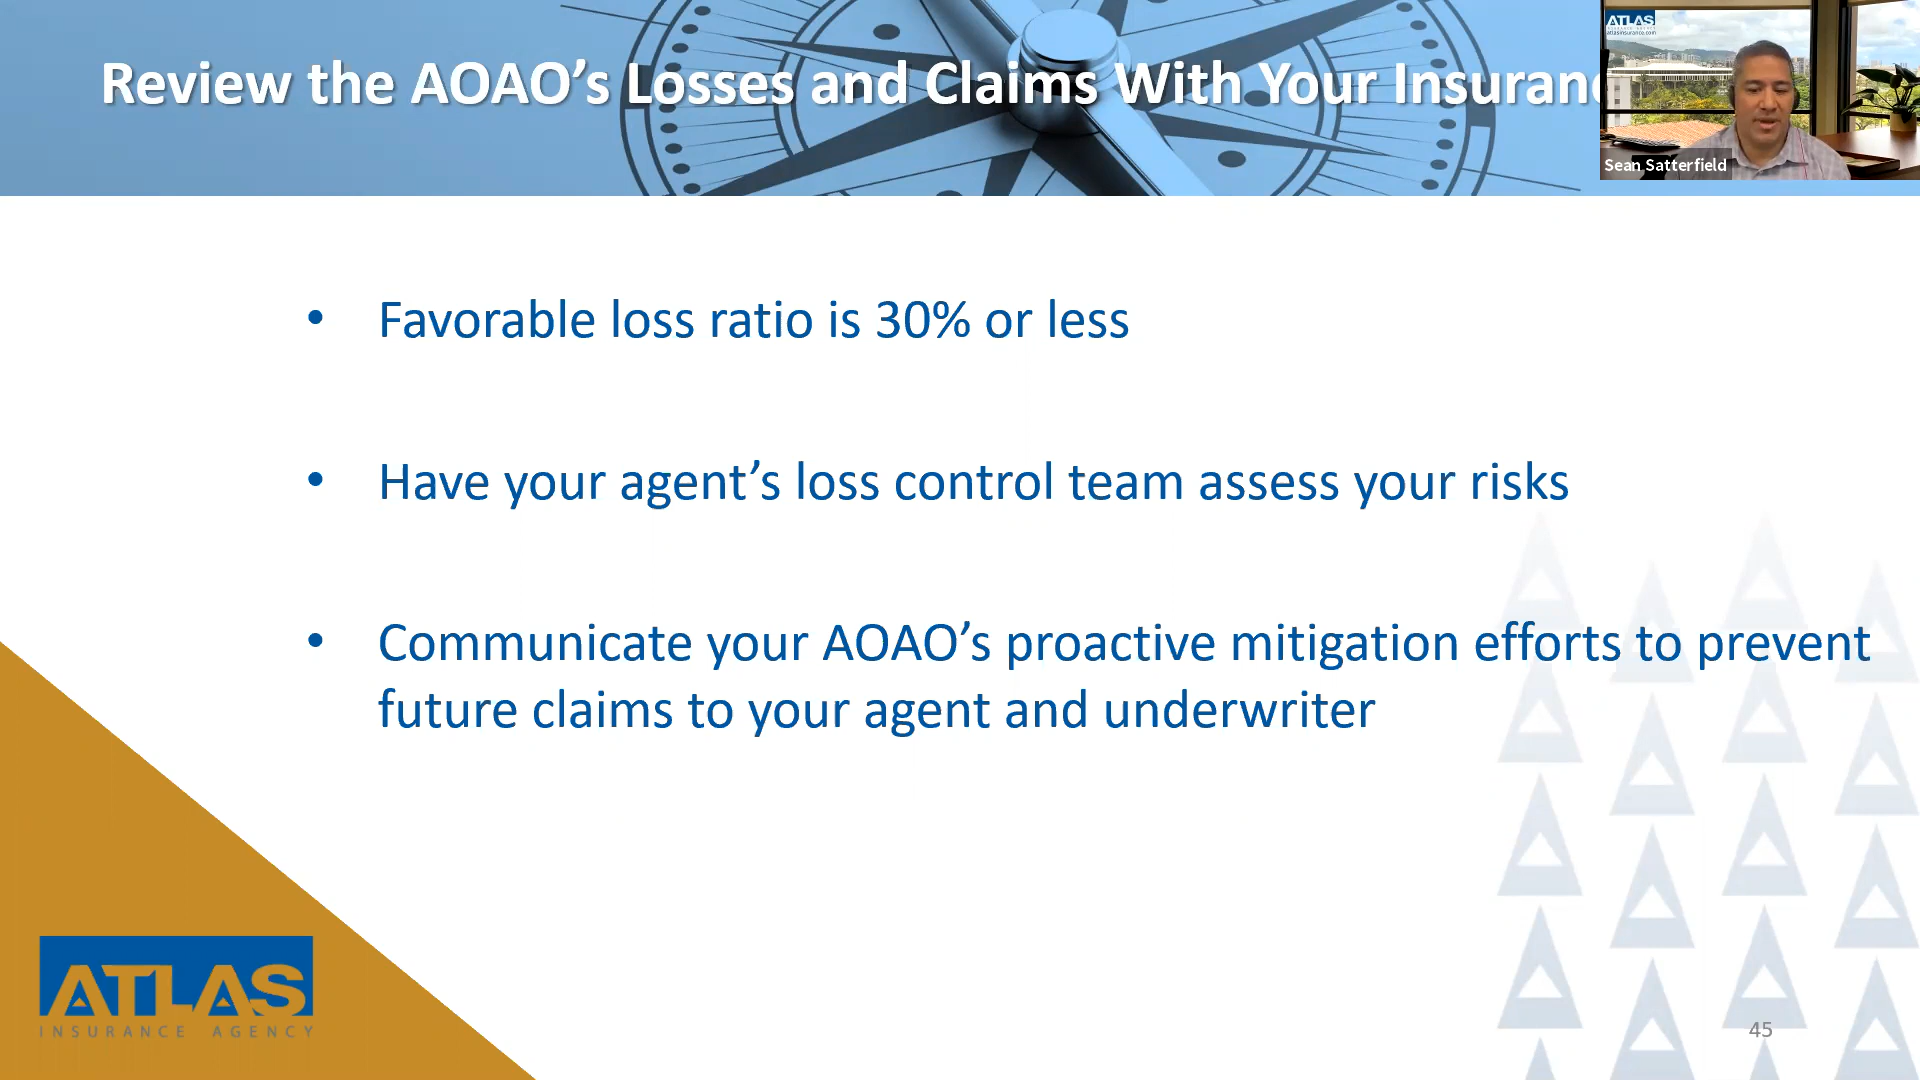 Review the AOAO’s Losses and Claims With Your
ATLAS
atlasinsurance.com
Sean Satterfield
• Favorable loss ratio is 30% or less
• Have your agent’s loss control team assess your risks
• Communicate your AOAO’s proactive mitigation efforts to prevent
future claims to your agent and underwriter
ATLAS
INSURANCE AGENCY
45